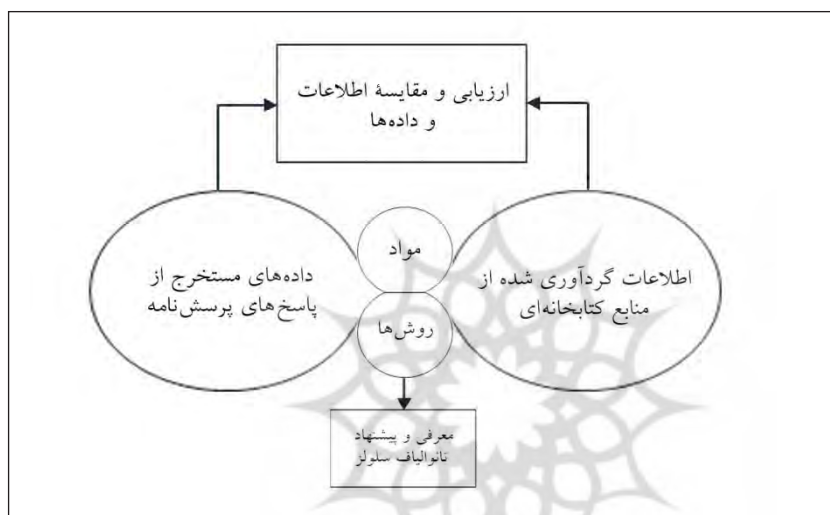 ارزیابی و مقایسۀ اطلاعات
و داده‌ها
اطلاعات گردآوری شده از
منابع کتابخانه‌ای
مواد
روش‌ها
داده‌های مستخرج از
پاسخ‌های پرسش‌نامه
معرفی و پیشنهاد
نانوالیاف سلولز